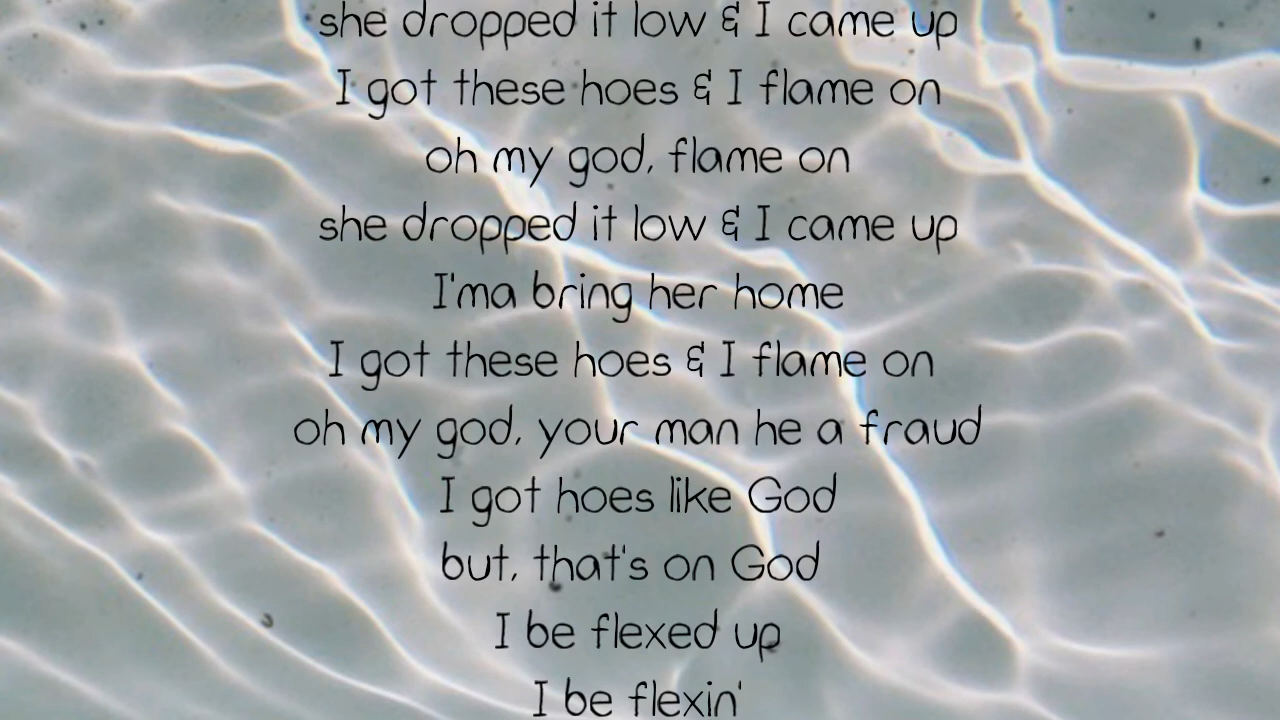 she dropped it low & I came up
I got these hoes & I flame on
oh my god, flame on
she dropped it low & I came up
I'ma bring her home
I got these hoes & I flame on
oh my god, your man he a fraud
I got hoes like God
but, that's on God
I be flexed up
I be flexin'